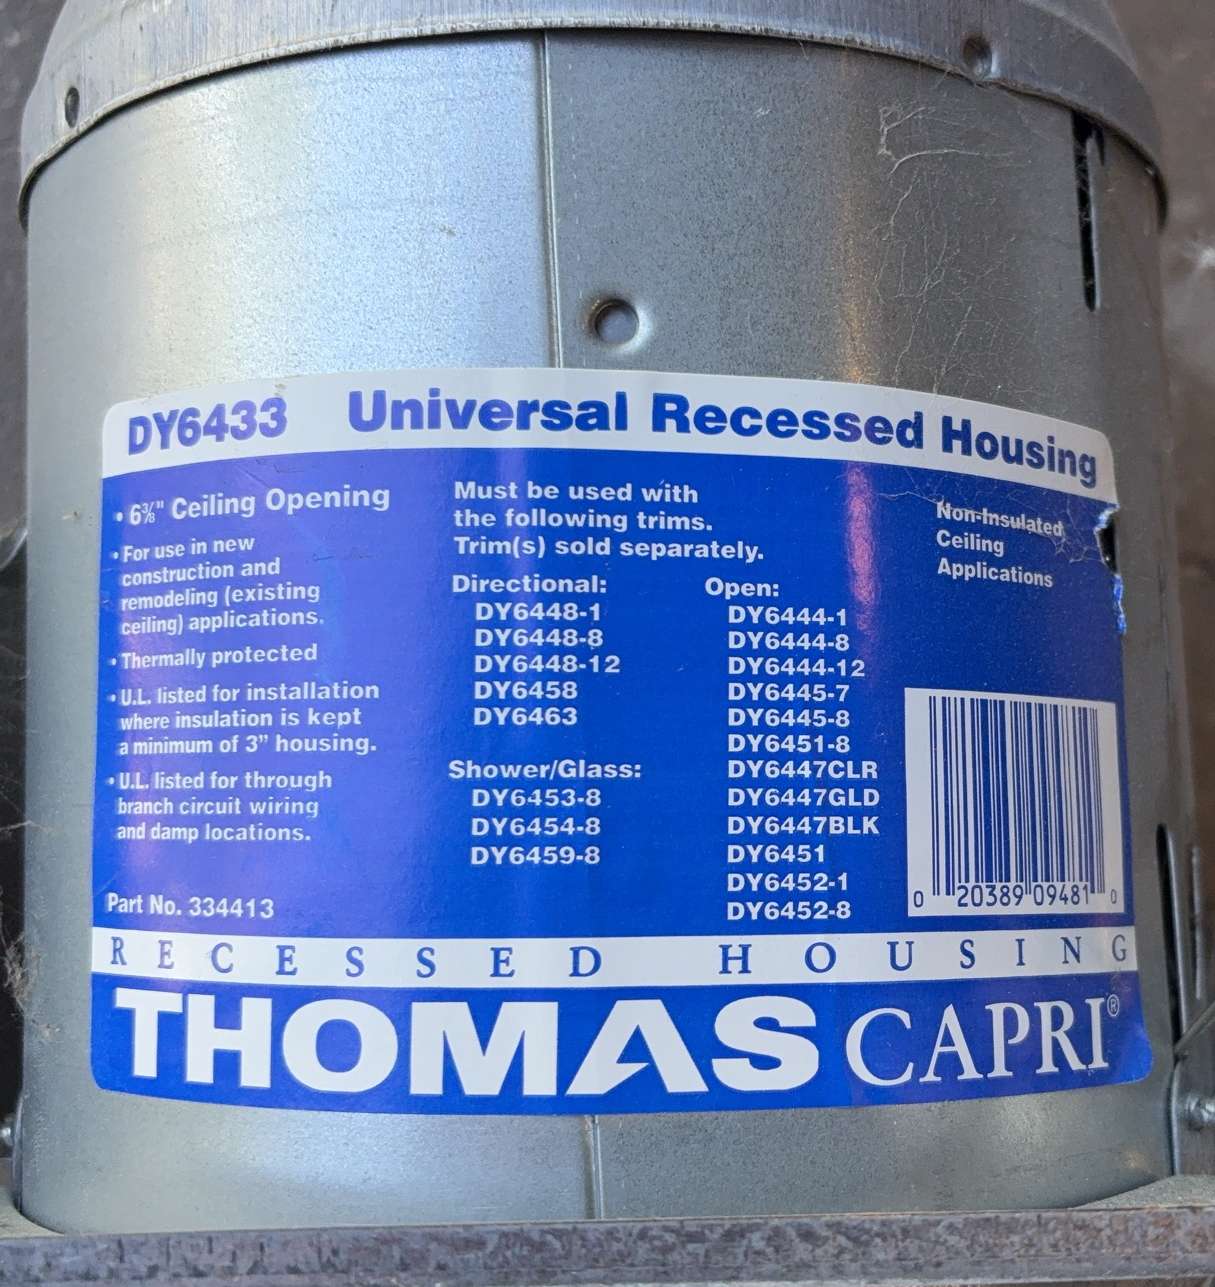 DY6433 Universal Recessed Housing
• 6⅜" Ceiling Opening
• For use in new
construction and
remodeling (existing
ceiling) applications.
• Thermally protected
• U.L. listed for installation
where insulation is kept
a minimum of 3" housing.
• U.L. listed for through
branch circuit wiring
and damp locations.
Part No. 334413
Must be used with
the following trims.
Trim(s) sold separately.
Directional:
DY6448-1
DY6448-8
DY6448-12
DY6458
DY6463
Shower/Glass:
DY6453-8
DY6454-8
DY6459-8
Open:
DY6444-1
DY6444-8
DY6444-12
DY6445-7
DY6445-8
DY6451-8
DY6447CLR
DY6447GLD
DY6447BLK
DY6451
DY6452-1
DY6452-8
Non-Insulated
Ceiling
Applications
0 20389 09481 0
RECESSED HOUSING
THOMAS CAPRI®